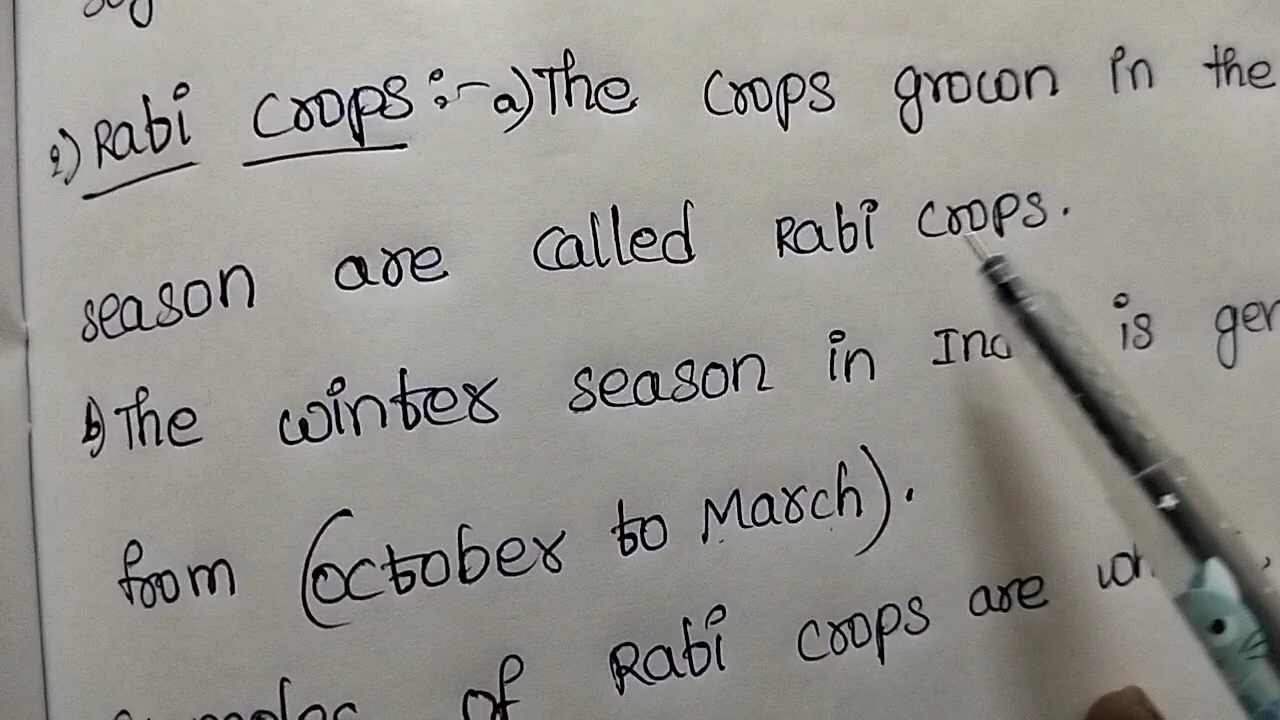 2) Rabi Crops :- a) The crops grown in the
season are called Rabi crops.
b) The winter season in Ind is ger
from (October to March).
of Rabi crops are